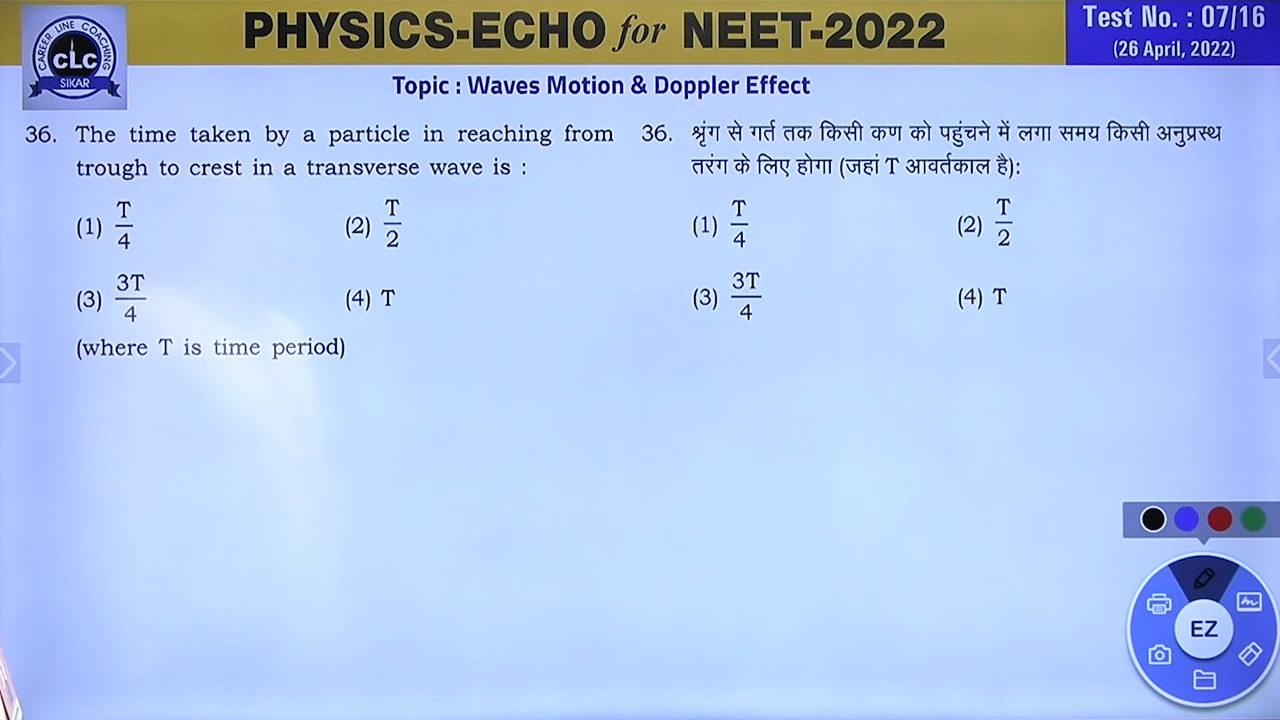 CAREER LINE COACHING
CLC
SIKAR
PHYSICS-ECHO for NEET-2022
Test No. : 07/16
(26 April, 2022)
Topic : Waves Motion & Doppler Effect
36. The time taken by a particle in reaching from
trough to crest in a transverse wave is :
(1) T/4 (2) T/2
(3) 3T/4 (4) T
(where T is time period)
36. श्रृंग से गर्त तक किसी कण को पहुंचने में लगा समय किसी अनुप्रस्थ
तरंग के लिए होगा (जहां T आवर्तकाल है):
(1) T/4 (2) T/2
(3) 3T/4 (4) T
EZ